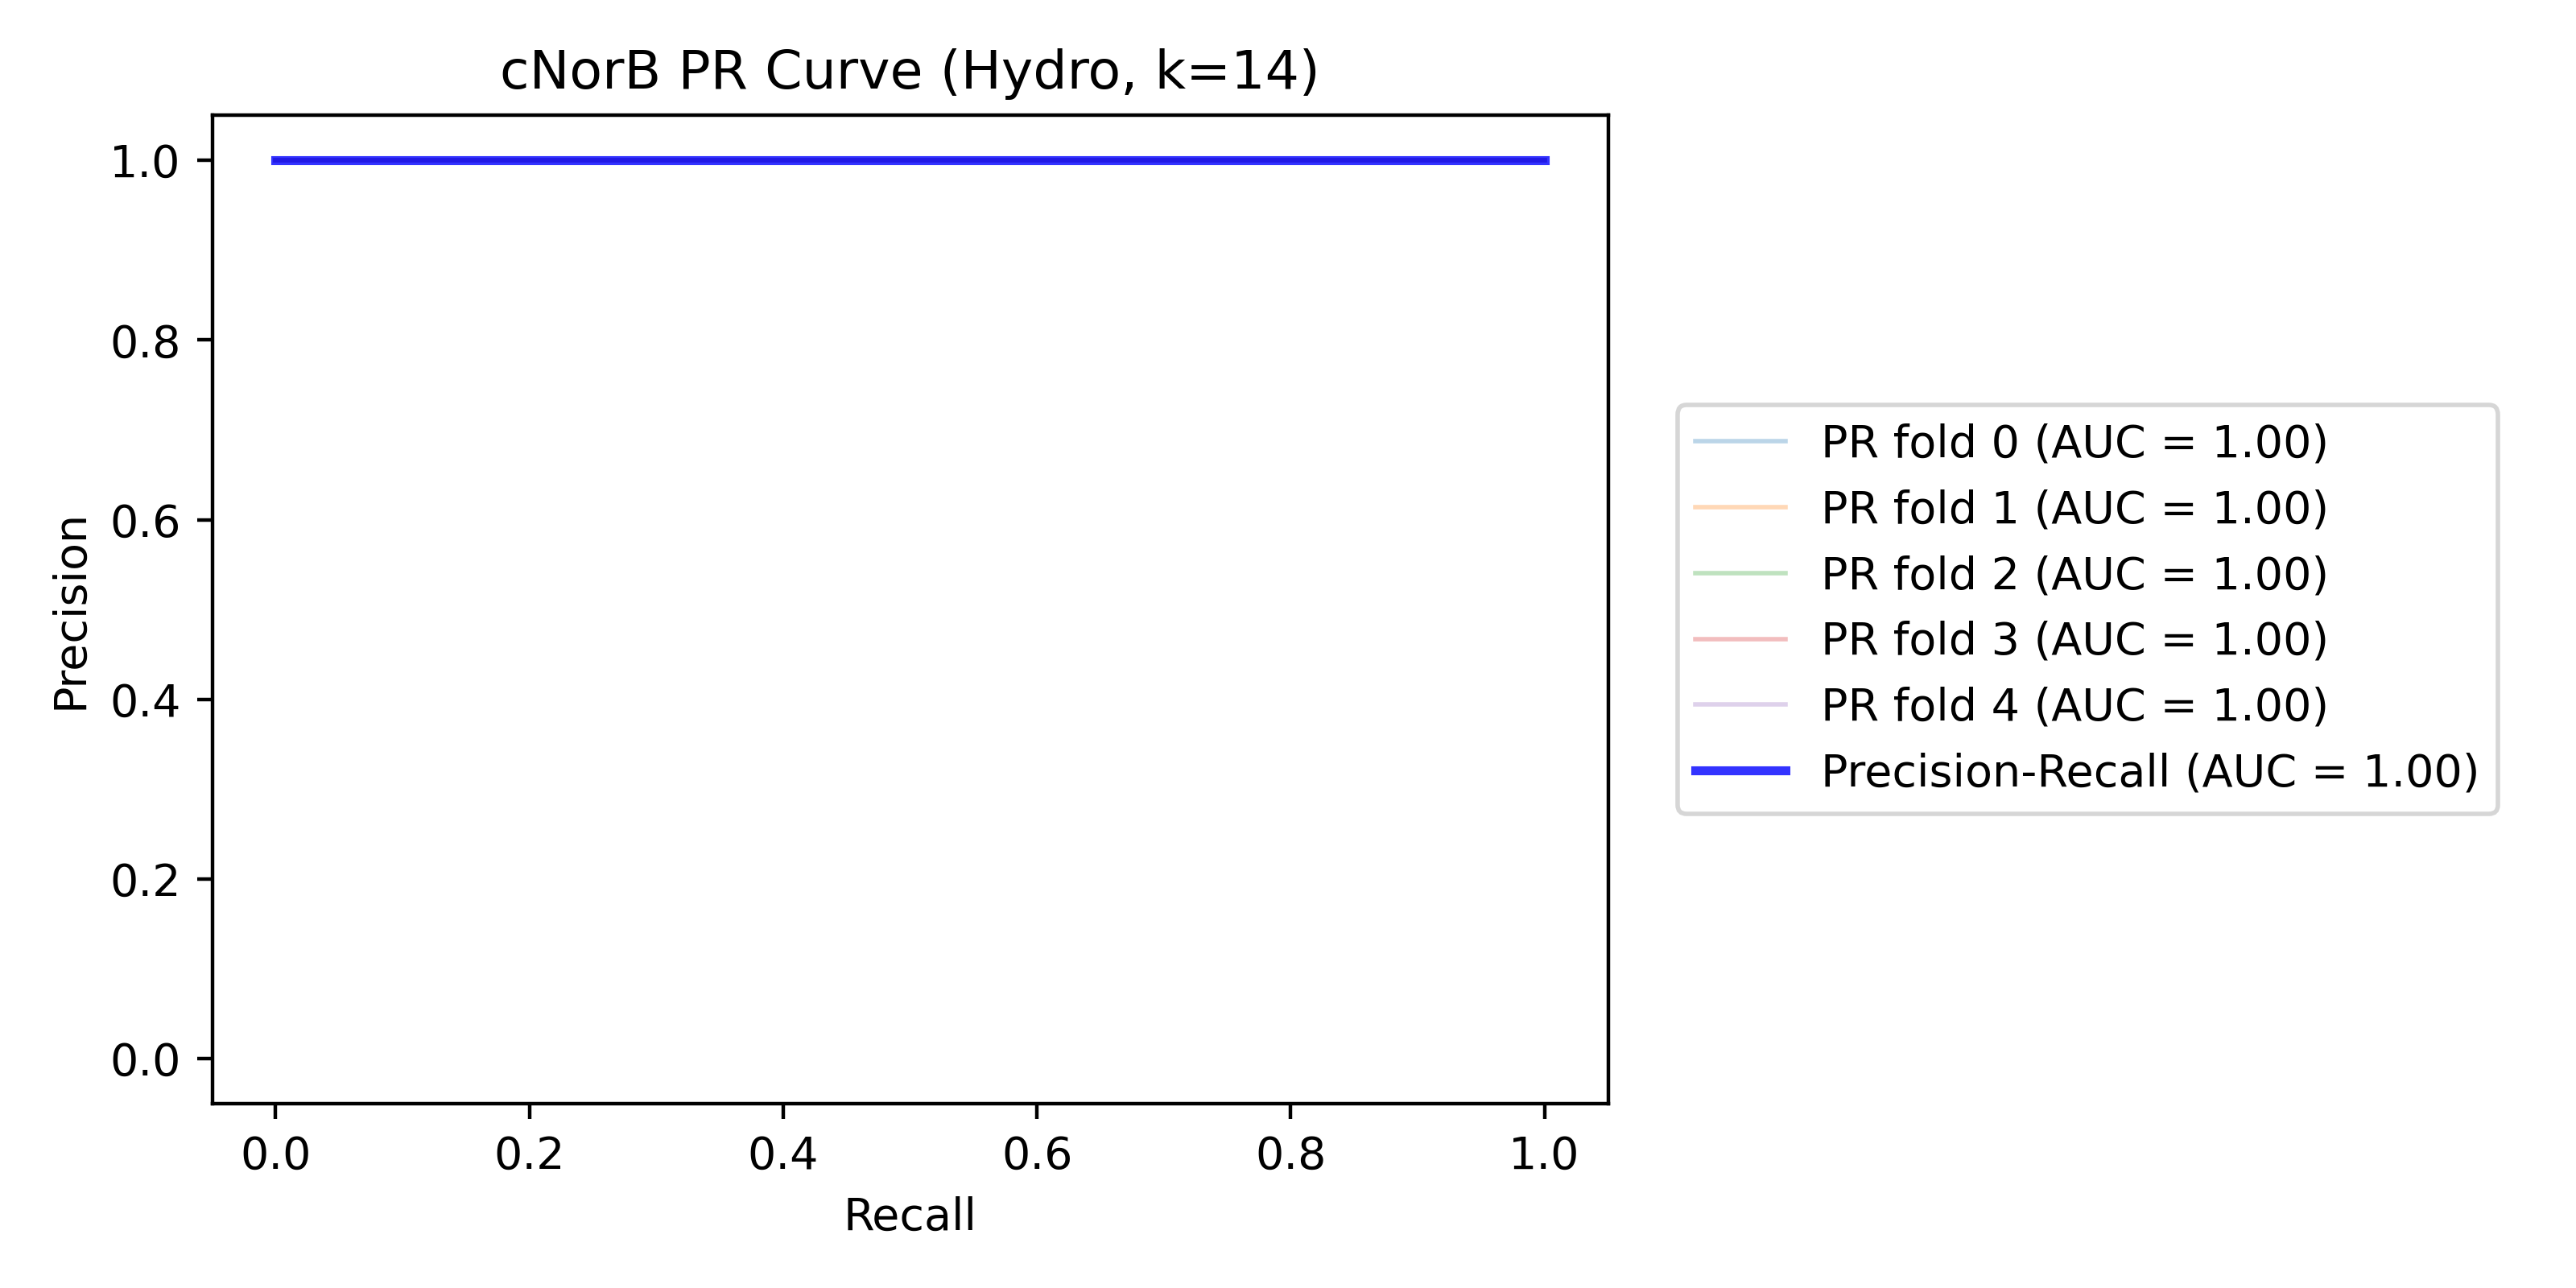 cNorB PR Curve (Hydro, k=14)
1.0
0.8
0.6
0.4
0.2
0.0
Precision
0.0 0.2 0.4 0.6 0.8 1.0
Recall
PR fold 0 (AUC = 1.00)
PR fold 1 (AUC = 1.00)
PR fold 2 (AUC = 1.00)
PR fold 3 (AUC = 1.00)
PR fold 4 (AUC = 1.00)
Precision-Recall (AUC = 1.00)